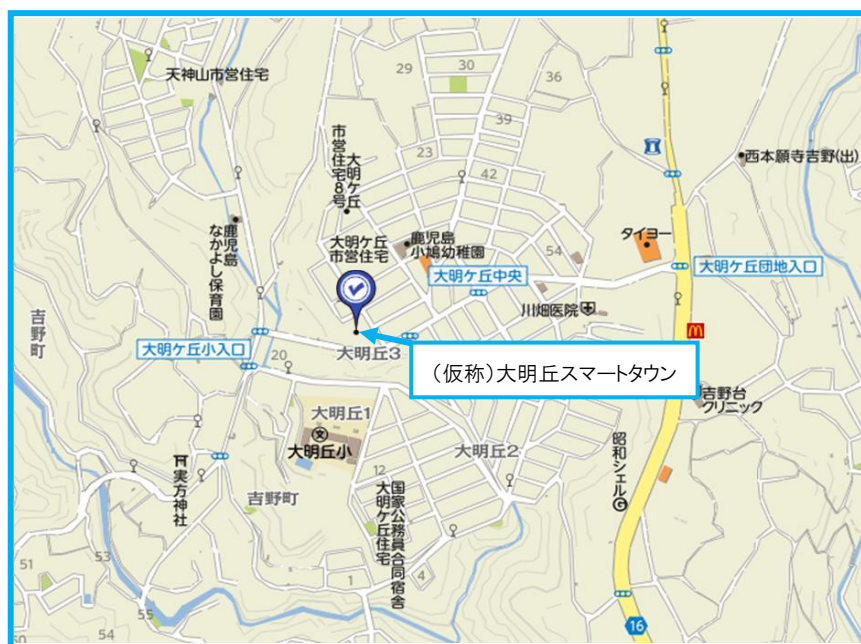 天神山市営住宅
29
30
36
39
大明ケ丘
市営住宅8号
23
42
西本願寺吉野(出)
鹿児島
なかよし保育園
大明ケ丘
市営住宅
鹿児島
小鳩幼稚園
54
タイヨー
大明ケ丘中央
大明ケ丘団地入口
川畑医院
吉野町
大明ケ丘小入口
20
大明丘3
(仮称)大明丘スマートタウン
吉野台
クリニック
大明丘1
大明丘小
大明丘2
昭和シェル
実方神社
12
吉野町
国家公務員合同宿舎
大明ケ丘住宅
53
51
1
4
55
54
50
16